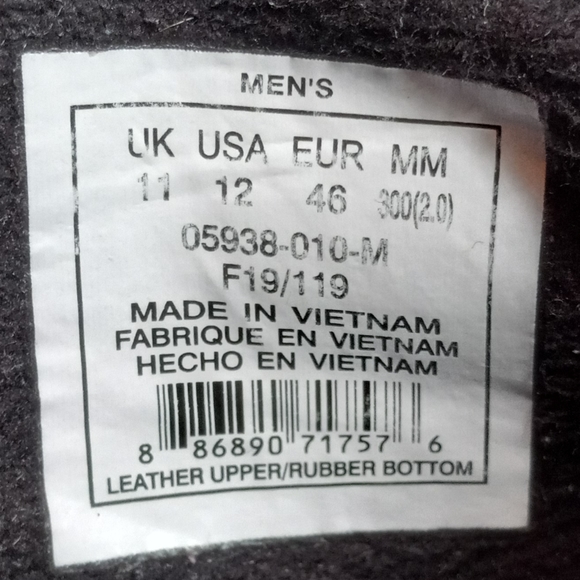 MEN'S
UK USA EUR MM
11 12 46 300(2.0)
05938-010-M
F19/119
MADE IN VIETNAM
FABRIQUE EN VIETNAM
HECHO EN VIETNAM
8 86890 71757 6
LEATHER UPPER/RUBBER BOTTOM